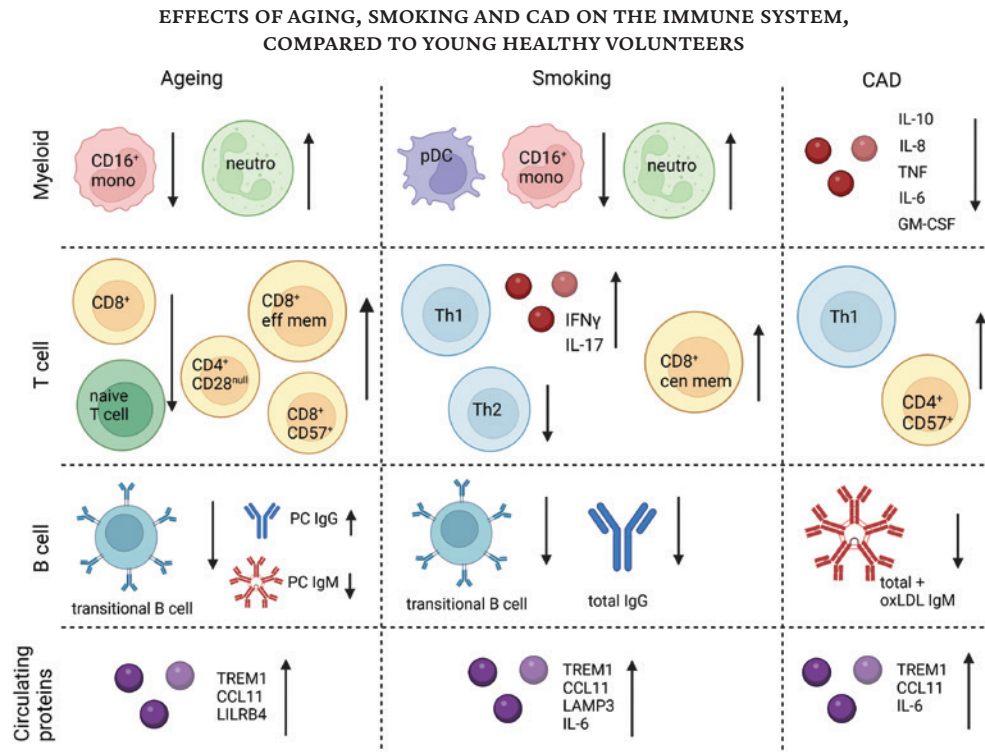 EFFECTS OF AGING, SMOKING AND CAD ON THE IMMUNE SYSTEM,
COMPARED TO YOUNG HEALTHY VOLUNTEERS
Ageing
Smoking
CAD
Myeloid
CD16+
mono
neutro
pDC
CD16+
mono
neutro
IL-10
IL-8
TNF
IL-6
GM-CSF
T cell
CD8+
naive
T cell
CD4+
CD28null
CD8+
eff mem
CD8+
CD57+
Th1
IFNγ
IL-17
Th2
CD8+
cen mem
Th1
CD4+
CD57+
B cell
transitional B cell
PC IgG
PC IgM
transitional B cell
total IgG
total +
oxLDL IgM
Circulating
proteins
TREM1
CCL11
LILRB4
TREM1
CCL11
LAMP3
IL-6
TREM1
CCL11
IL-6